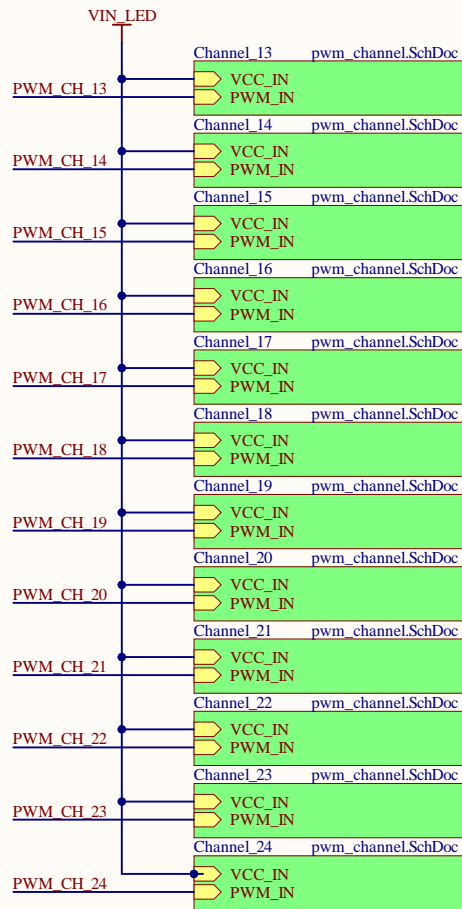 VIN_LED
Channel_13 pwm_channel.SchDoc
VCC_IN
PWM_CH_13 PWM_IN
Channel_14 pwm_channel.SchDoc
VCC_IN
PWM_CH_14 PWM_IN
Channel_15 pwm_channel.SchDoc
VCC_IN
PWM_CH_15 PWM_IN
Channel_16 pwm_channel.SchDoc
VCC_IN
PWM_CH_16 PWM_IN
Channel_17 pwm_channel.SchDoc
VCC_IN
PWM_CH_17 PWM_IN
Channel_18 pwm_channel.SchDoc
VCC_IN
PWM_CH_18 PWM_IN
Channel_19 pwm_channel.SchDoc
VCC_IN
PWM_CH_19 PWM_IN
Channel_20 pwm_channel.SchDoc
VCC_IN
PWM_CH_20 PWM_IN
Channel_21 pwm_channel.SchDoc
VCC_IN
PWM_CH_21 PWM_IN
Channel_22 pwm_channel.SchDoc
VCC_IN
PWM_CH_22 PWM_IN
Channel_23 pwm_channel.SchDoc
VCC_IN
PWM_CH_23 PWM_IN
Channel_24 pwm_channel.SchDoc
VCC_IN
PWM_CH_24 PWM_IN